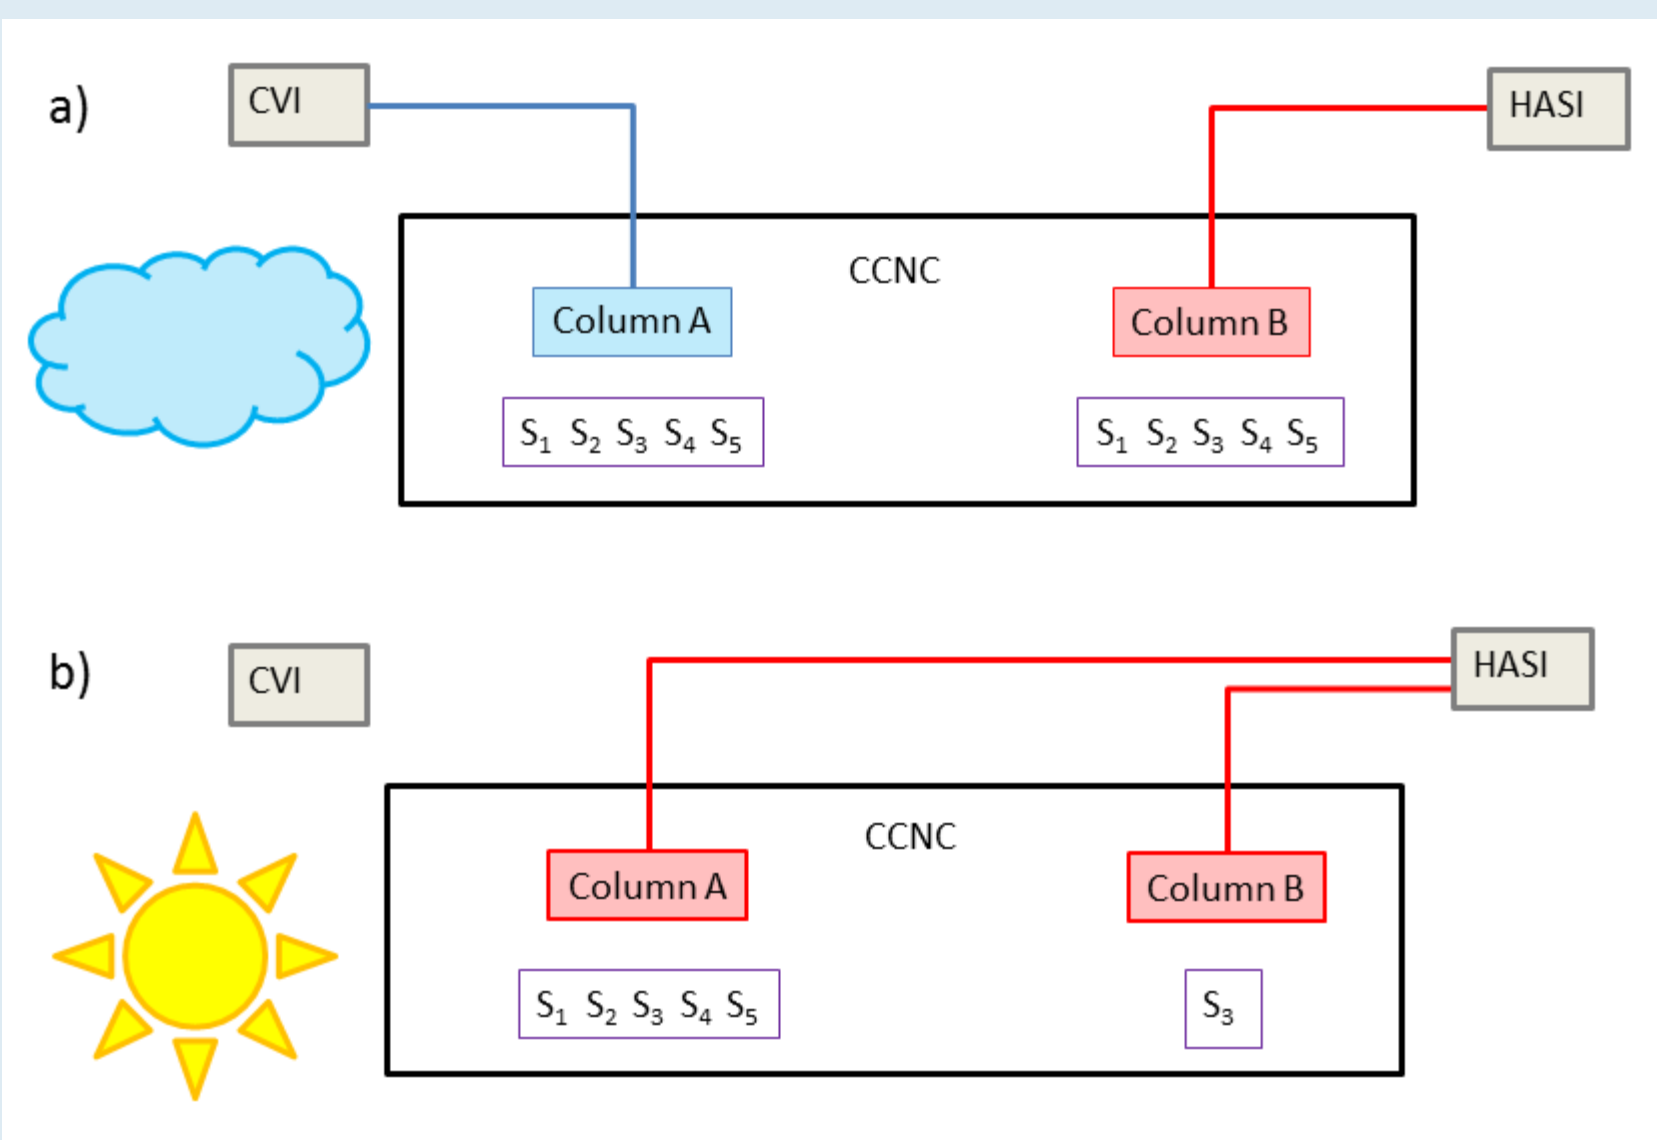 a)
CVI
HASI
CCNC
Column A
Column B
S₁ S₂ S₃ S₄ S₅
S₁ S₂ S₃ S₄ S₅
b)
CVI
HASI
CCNC
Column A
Column B
S₁ S₂ S₃ S₄ S₅
S₃